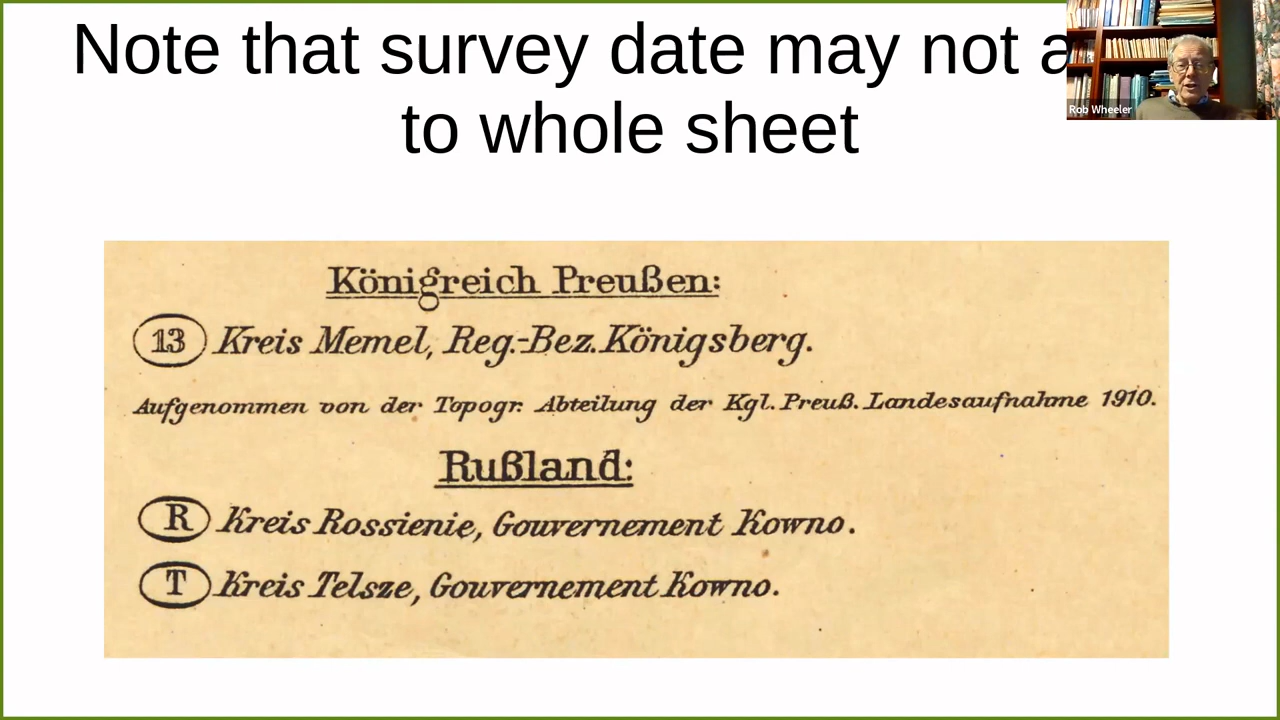 Note that survey date may not
to whole sheet
Rob Wheeler
Königreich Preußen:
13 Kreis Memel, Reg.-Bez. Königsberg.
Aufgenommen von der Topogr. Abteilung der Kgl. Preuß. Landesaufnahme 1910.
Rußland:
R Kreis Rossienie, Gouvernement Kowno.
T Kreis Telsze, Gouvernement Kowno.